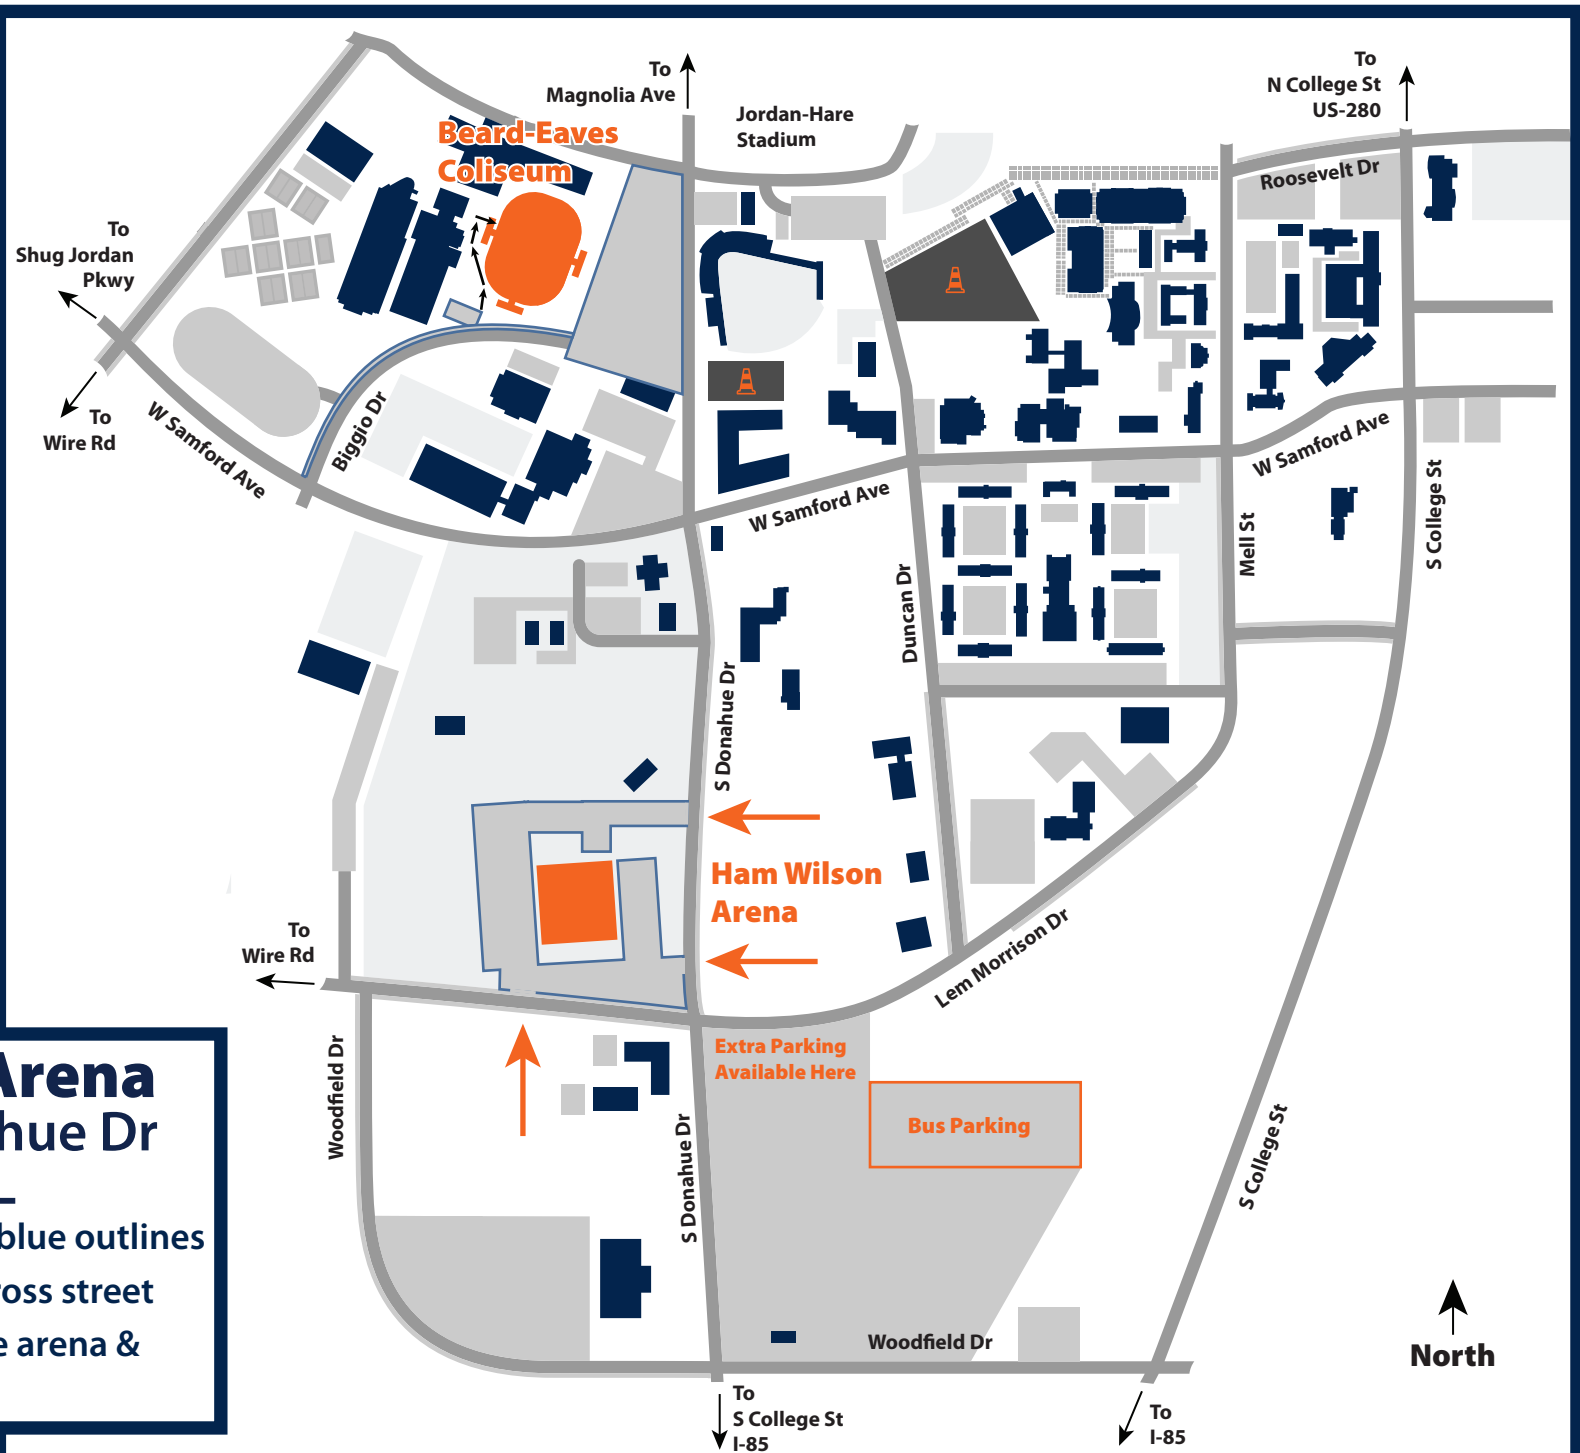 To
Magnolia Ave
To
N College St
US-280
Jordan-Hare
Stadium
Beard-Eaves
Coliseum
Roosevelt Dr
To
Shug Jordan
Pkwy
To
Wire Rd
W Samford Ave
Biggio Dr
W Samford Ave
W Samford Ave
S College St
Mell St
Duncan Dr
S Donahue Dr
Ham Wilson
Arena
To
Wire Rd
Lem Morrison Dr
Extra Parking
Available Here
Bus Parking
Woodfield Dr
S Donahue Dr
S College St
Arena
hue Dr
blue outlines
ross street
e arena &
Woodfield Dr
North
To
S College St
I-85
To
I-85